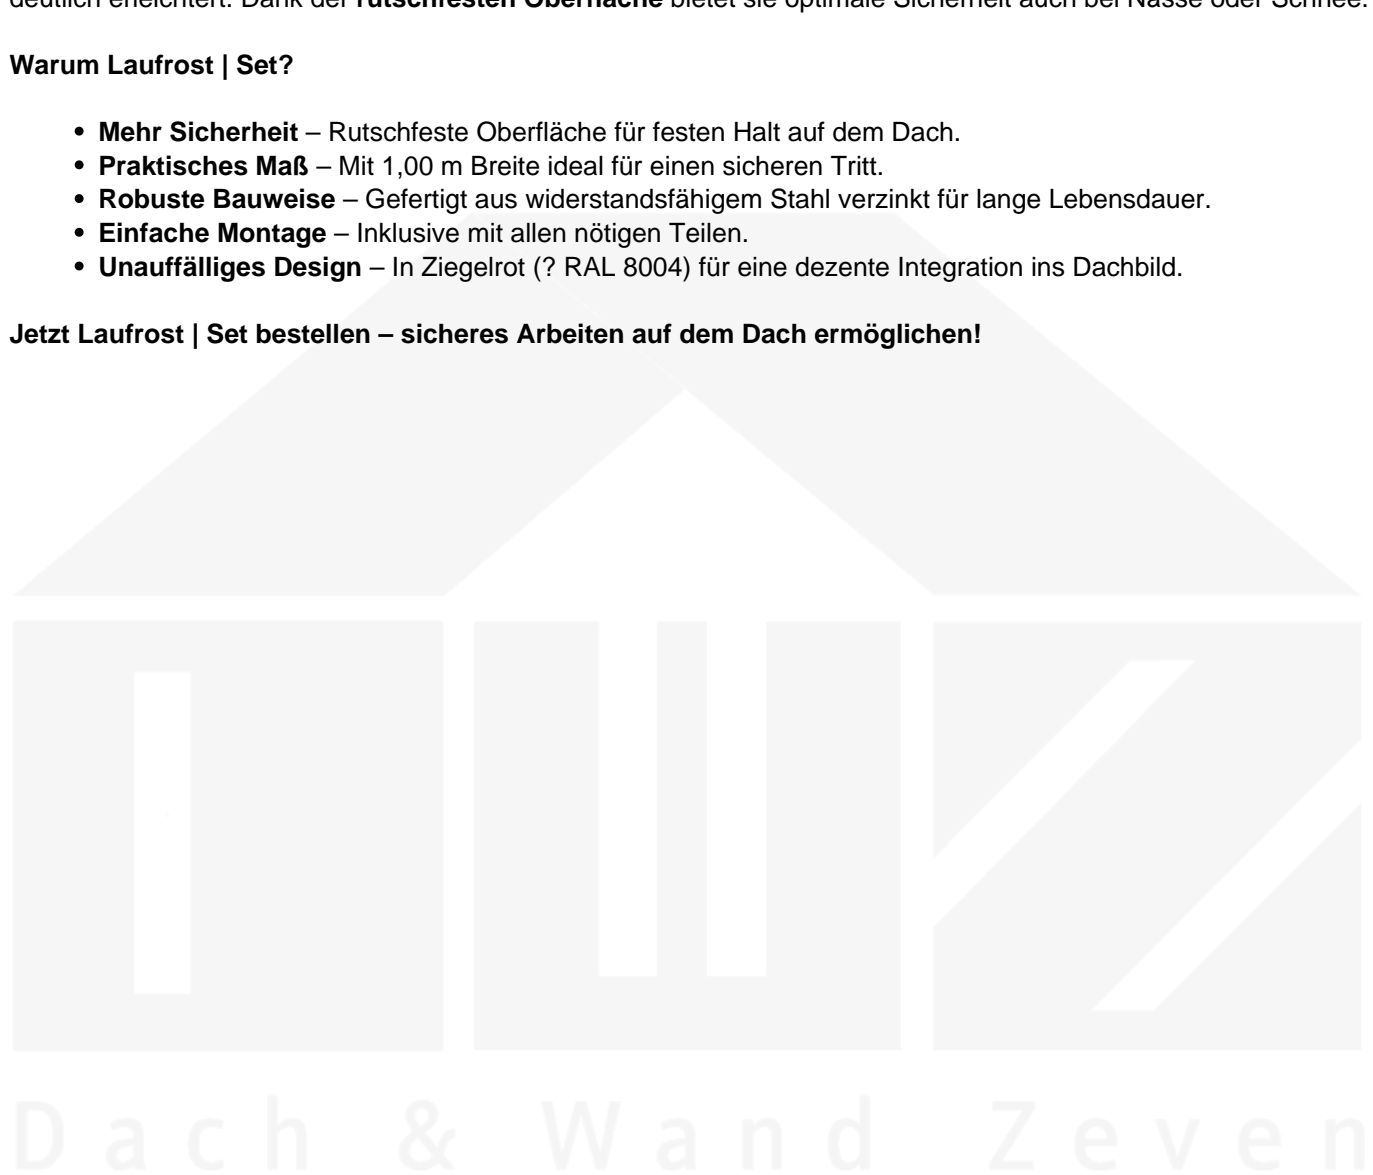 deutlich erleichtert. Dank der rutschfesten Oberfläche bietet sie optimale Sicherheit auch bei Nässe oder Schnee.
Warum Laufrost | Set?
• Mehr Sicherheit – Rutschfeste Oberfläche für festen Halt auf dem Dach.
• Praktisches Maß – Mit 1,00 m Breite ideal für einen sicheren Tritt.
• Robuste Bauweise – Gefertigt aus widerstandsfähigem Stahl verzinkt für lange Lebensdauer.
• Einfache Montage – Inklusive mit allen nötigen Teilen.
• Unauffälliges Design – In Ziegelrot (? RAL 8004) für eine dezente Integration ins Dachbild.
Jetzt Laufrost | Set bestellen – sicheres Arbeiten auf dem Dach ermöglichen!
Dach & Wand Zeven